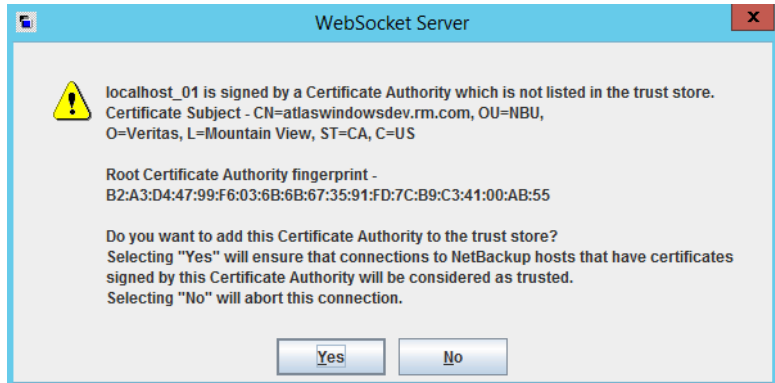 WebSocket Server
x
localhost_01 is signed by a Certificate Authority which is not listed in the trust store.
Certificate Subject - CN=atlaswindowsdev.rm.com, OU=NBU,
O=Veritas, L=Mountain View, ST=CA, C=US
Root Certificate Authority fingerprint -
B2:A3:D4:47:99:F6:03:6B:6B:67:35:91:FD:7C:B9:C3:41:00:AB:55
Do you want to add this Certificate Authority to the trust store?
Selecting "Yes" will ensure that connections to NetBackup hosts that have certificates
signed by this Certificate Authority will be considered as trusted.
Selecting "No" will abort this connection.
Yes
No